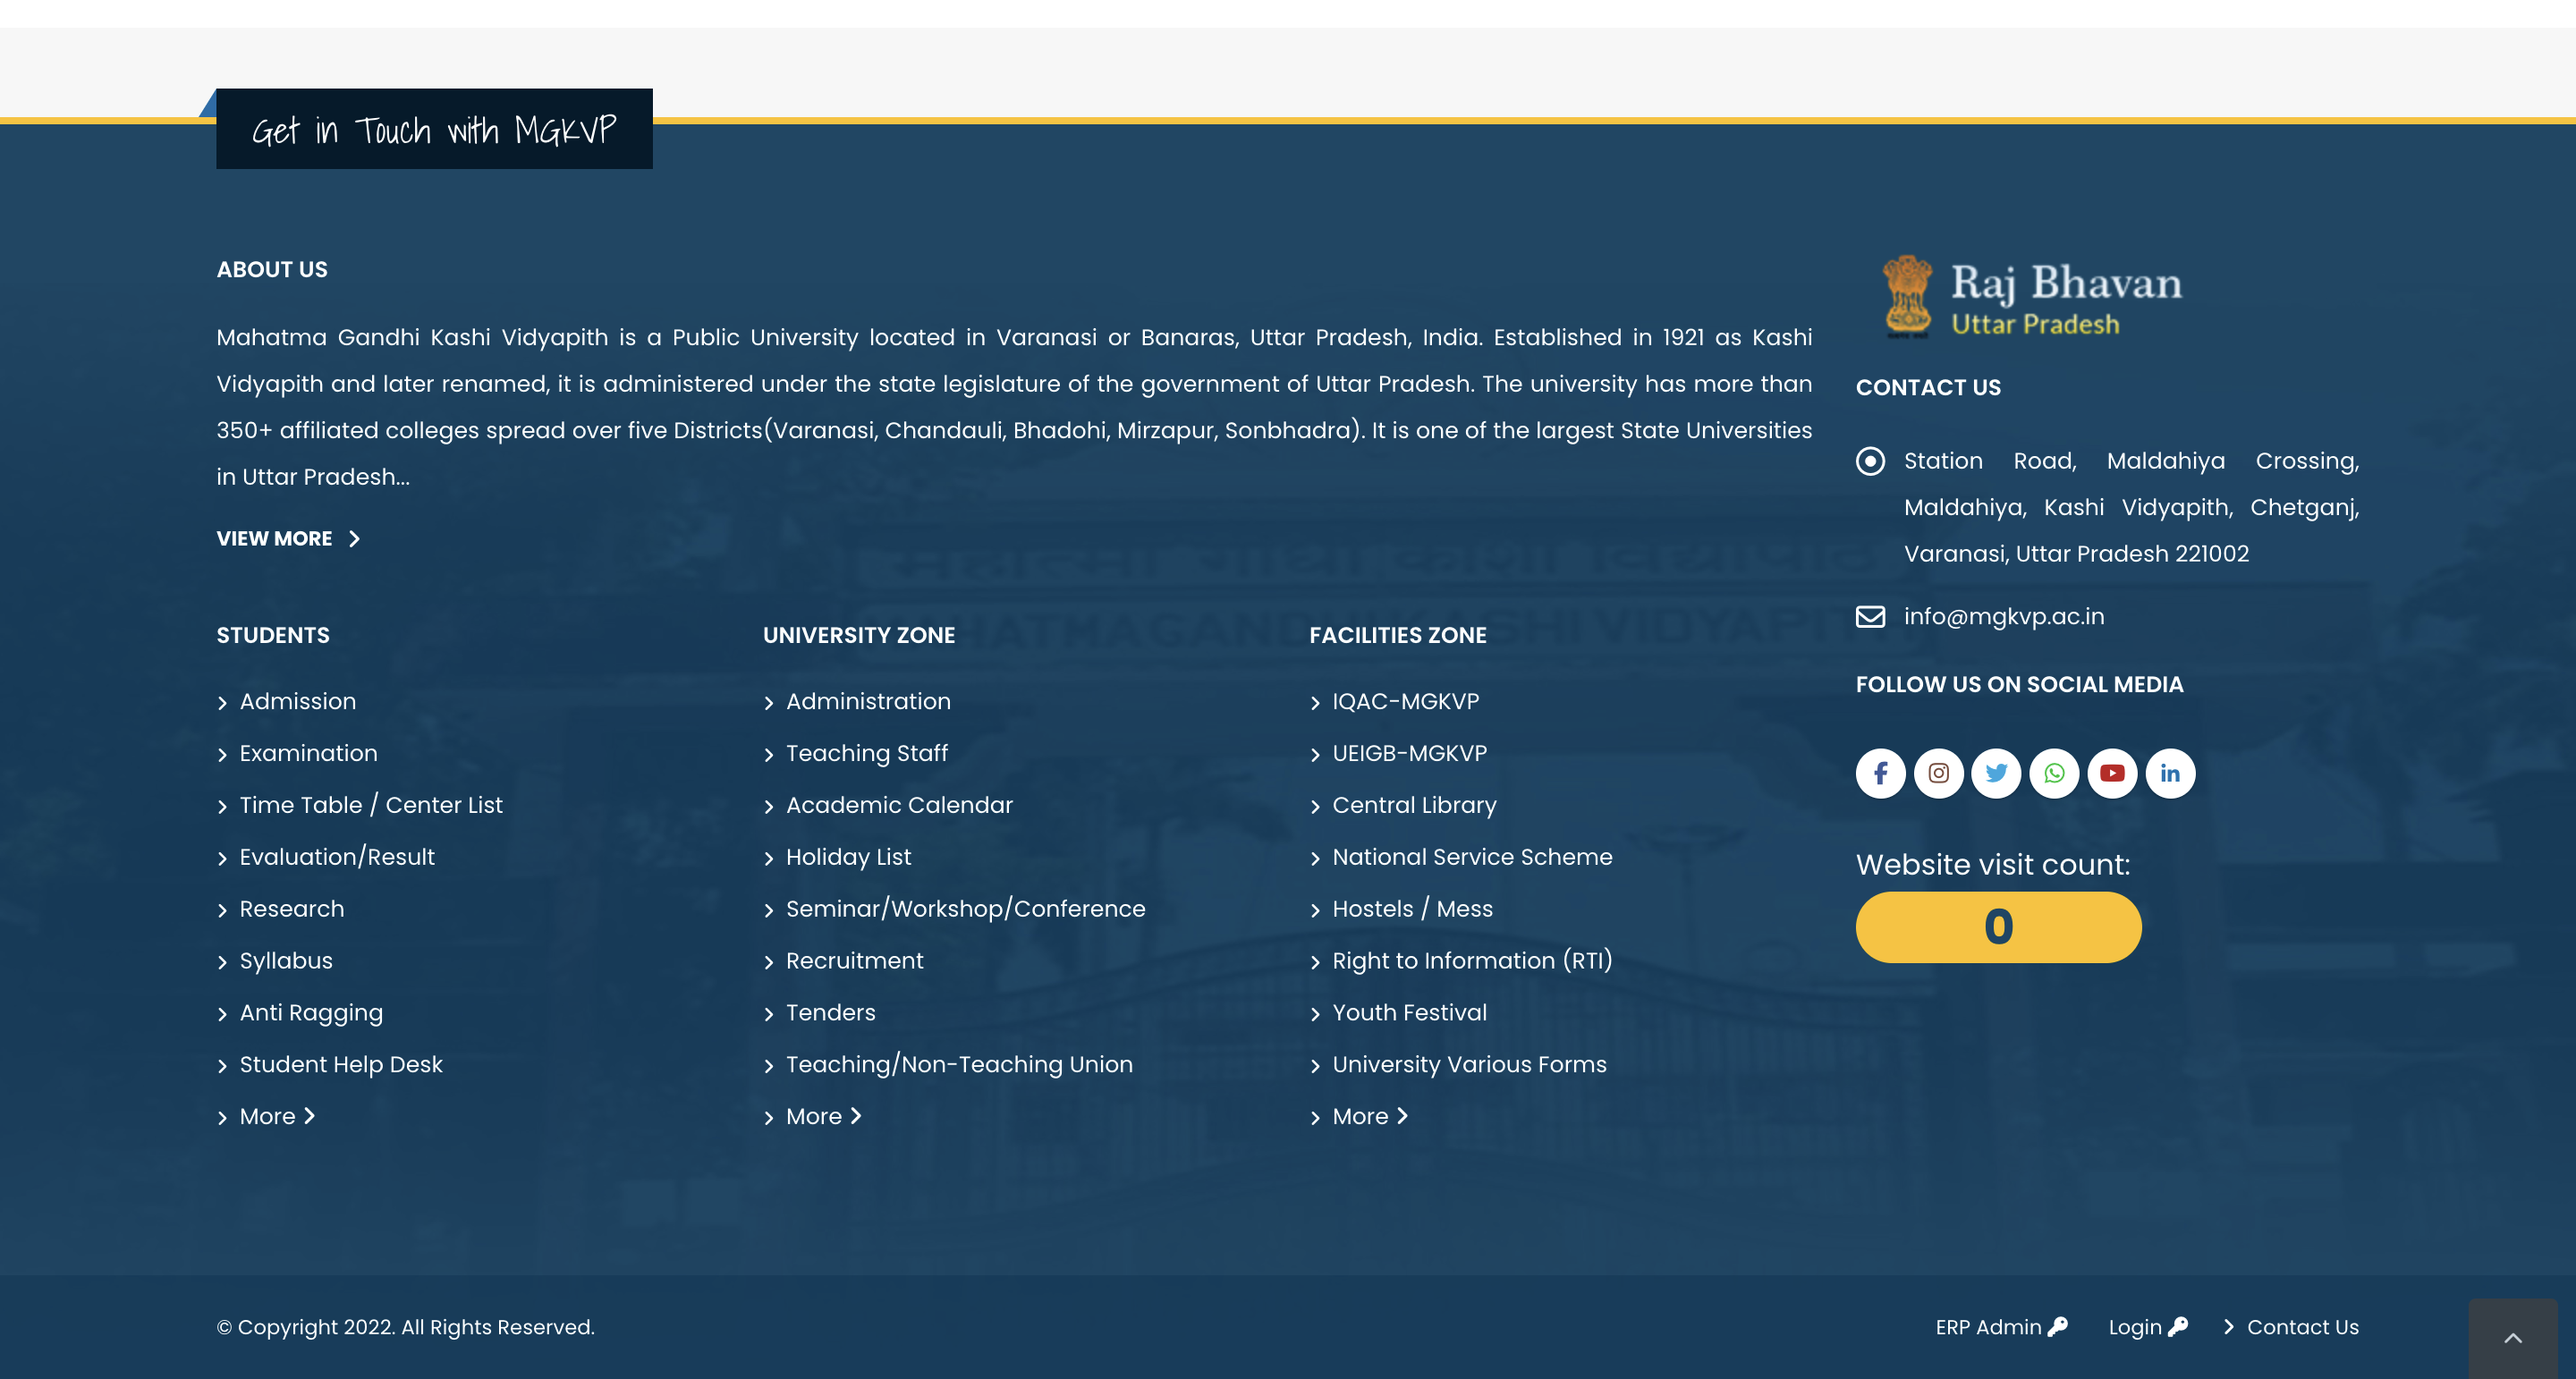 Get in Touch with MGKVP
ABOUT US
Mahatma Gandhi Kashi Vidyapith is a Public University located in Varanasi or Banaras, Uttar Pradesh, India. Established in 1921 as Kashi
Vidyapith and later renamed, it is administered under the state legislature of the government of Uttar Pradesh. The university has more than
350+ affiliated colleges spread over five Districts(Varanasi, Chandauli, Bhadohi, Mirzapur, Sonbhadra). It is one of the largest State Universities
in Uttar Pradesh...
VIEW MORE
STUDENTS
Admission
Examination
Time Table / Center List
Evaluation/Result
Research
Syllabus
Anti Ragging
Student Help Desk
More
UNIVERSITY ZONE
Administration
Teaching Staff
Academic Calendar
Holiday List
Seminar/Workshop/Conference
Recruitment
Tenders
Teaching/Non-Teaching Union
More
FACILITIES ZONE
IQAC-MGKVP
UEIGB-MGKVP
Central Library
National Service Scheme
Hostels / Mess
Right to Information (RTI)
Youth Festival
University Various Forms
More
Raj Bhavan
Uttar Pradesh
CONTACT US
Station Road, Maldahiya Crossing,
Maldahiya, Kashi Vidyapith, Chetganj,
Varanasi, Uttar Pradesh 221002
info@mgkvp.ac.in
FOLLOW US ON SOCIAL MEDIA
Website visit count:
0
© Copyright 2022. All Rights Reserved.
ERP Admin
Login
Contact Us